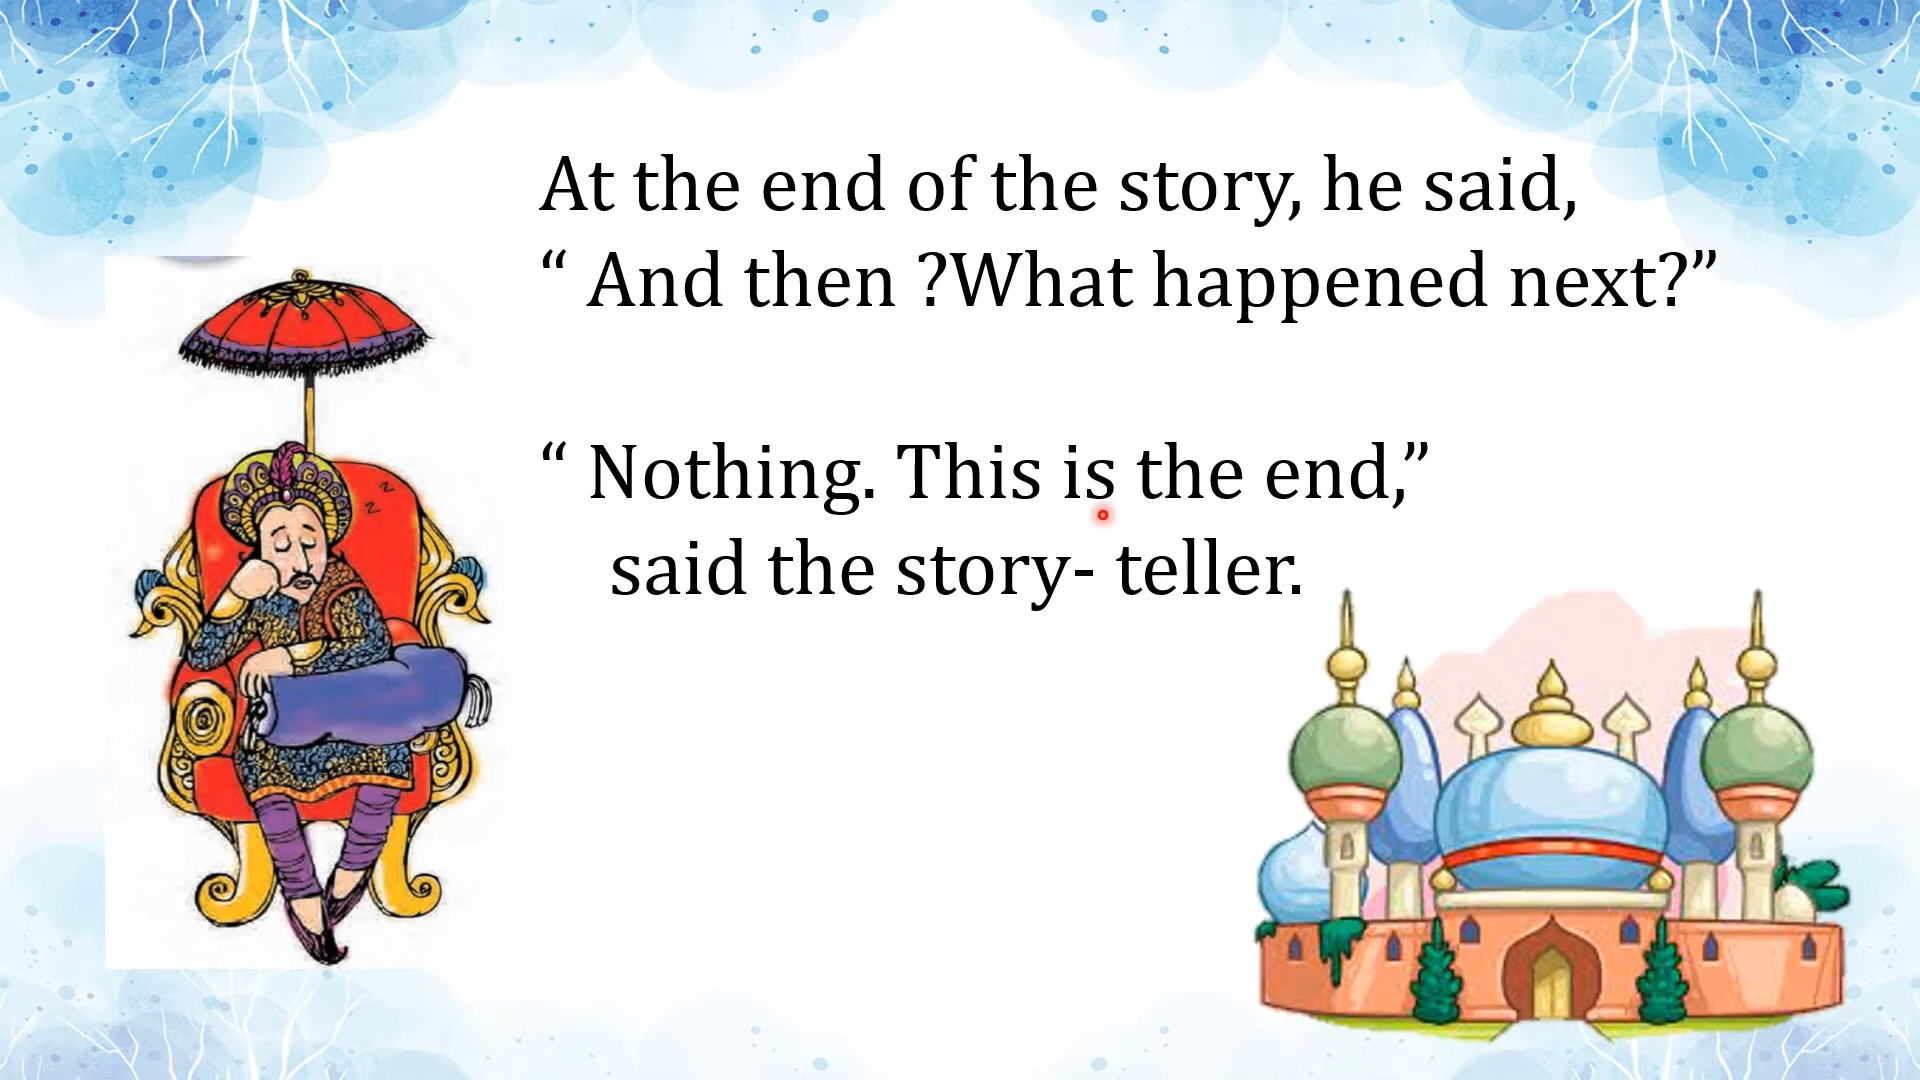 At the end of the story, he said,
“ And then ?What happened next?”
“ Nothing. This is the end,”
said the story- teller.
z
z